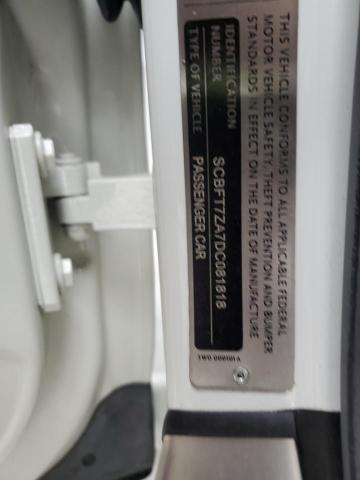 THIS VEHICLE CONFORMS TO ALL APPLICABLE FEDERAL
MOTOR VEHICLE SAFETY, THEFT PREVENTION AND BUMPER
STANDARDS IN EFFECT ON THE DATE OF MANUFACTURE
IDENTIFICATION
NUMBER SCBFT7ZA7DC081818
TYPE OF VEHICLE PASSENGER CAR